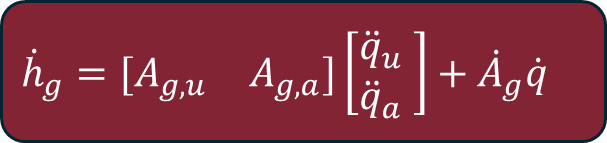 ḣ_g = [A_{g,u} A_{g,a}] [q̈_u q̈_a] + Ȧ_g q̇